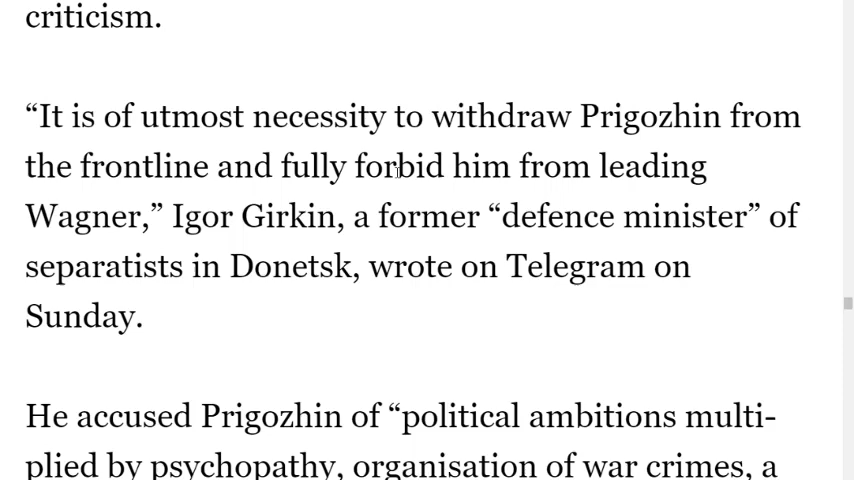 criticism.
“It is of utmost necessity to withdraw Prigozhin from
the frontline and fully forbid him from leading
Wagner,” Igor Girkin, a former “defence minister” of
separatists in Donetsk, wrote on Telegram on
Sunday.
He accused Prigozhin of “political ambitions multi-
plied by psychopathy, organisation of war crimes, a